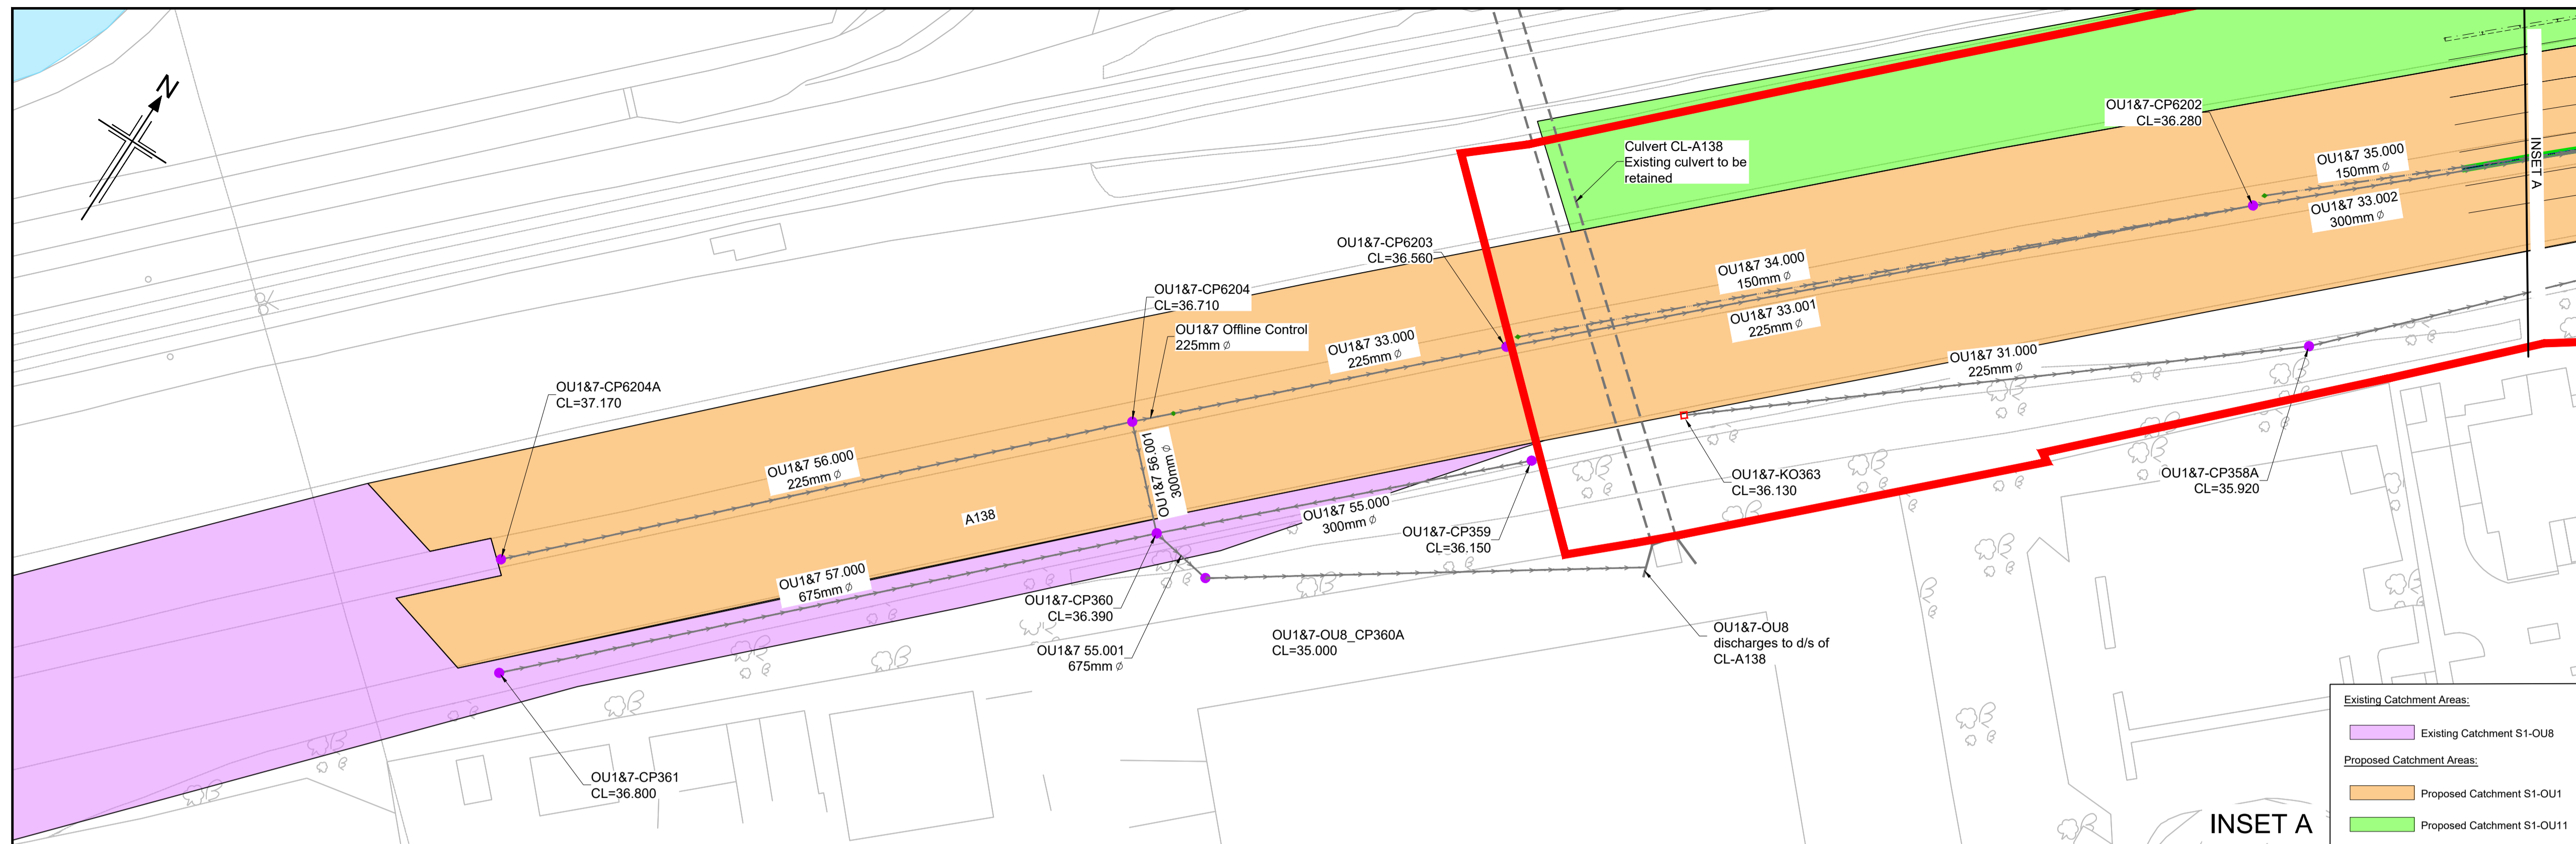 N
OU1&7-CP6202
CL=36.280
Culvert CL-A138
Existing culvert to be
retained
OU1&7 35.000
150mm ⌀
INSET A
OU1&7 33.002
300mm ⌀
OU1&7-CP6203
CL=36.560
OU1&7 34.000
150mm ⌀
OU1&7-CP6204
CL=36.710
OU1&7 33.001
225mm ⌀
OU1&7 Offline Control
225mm ⌀
OU1&7 33.000
225mm ⌀
OU1&7 31.000
225mm ⌀
OU1&7-CP6204A
CL=37.170
OU1&7 56.000
225mm ⌀
OU1&7 56.001
300mm ⌀
OU1&7-KO363
CL=36.130
OU1&7-CP358A
CL=35.920
A138
OU1&7 55.000
300mm ⌀
OU1&7-CP359
CL=36.150
OU1&7 57.000
675mm ⌀
OU1&7-CP360
CL=36.390
OU1&7-OU8_CP360A
CL=35.000
OU1&7-OU8
discharges to d/s of
CL-A138
OU1&7 55.001
675mm ⌀
OU1&7-CP361
CL=36.800
Existing Catchment Areas:
Existing Catchment S1-OU8
Proposed Catchment Areas:
Proposed Catchment S1-OU1
Proposed Catchment S1-OU11
INSET A